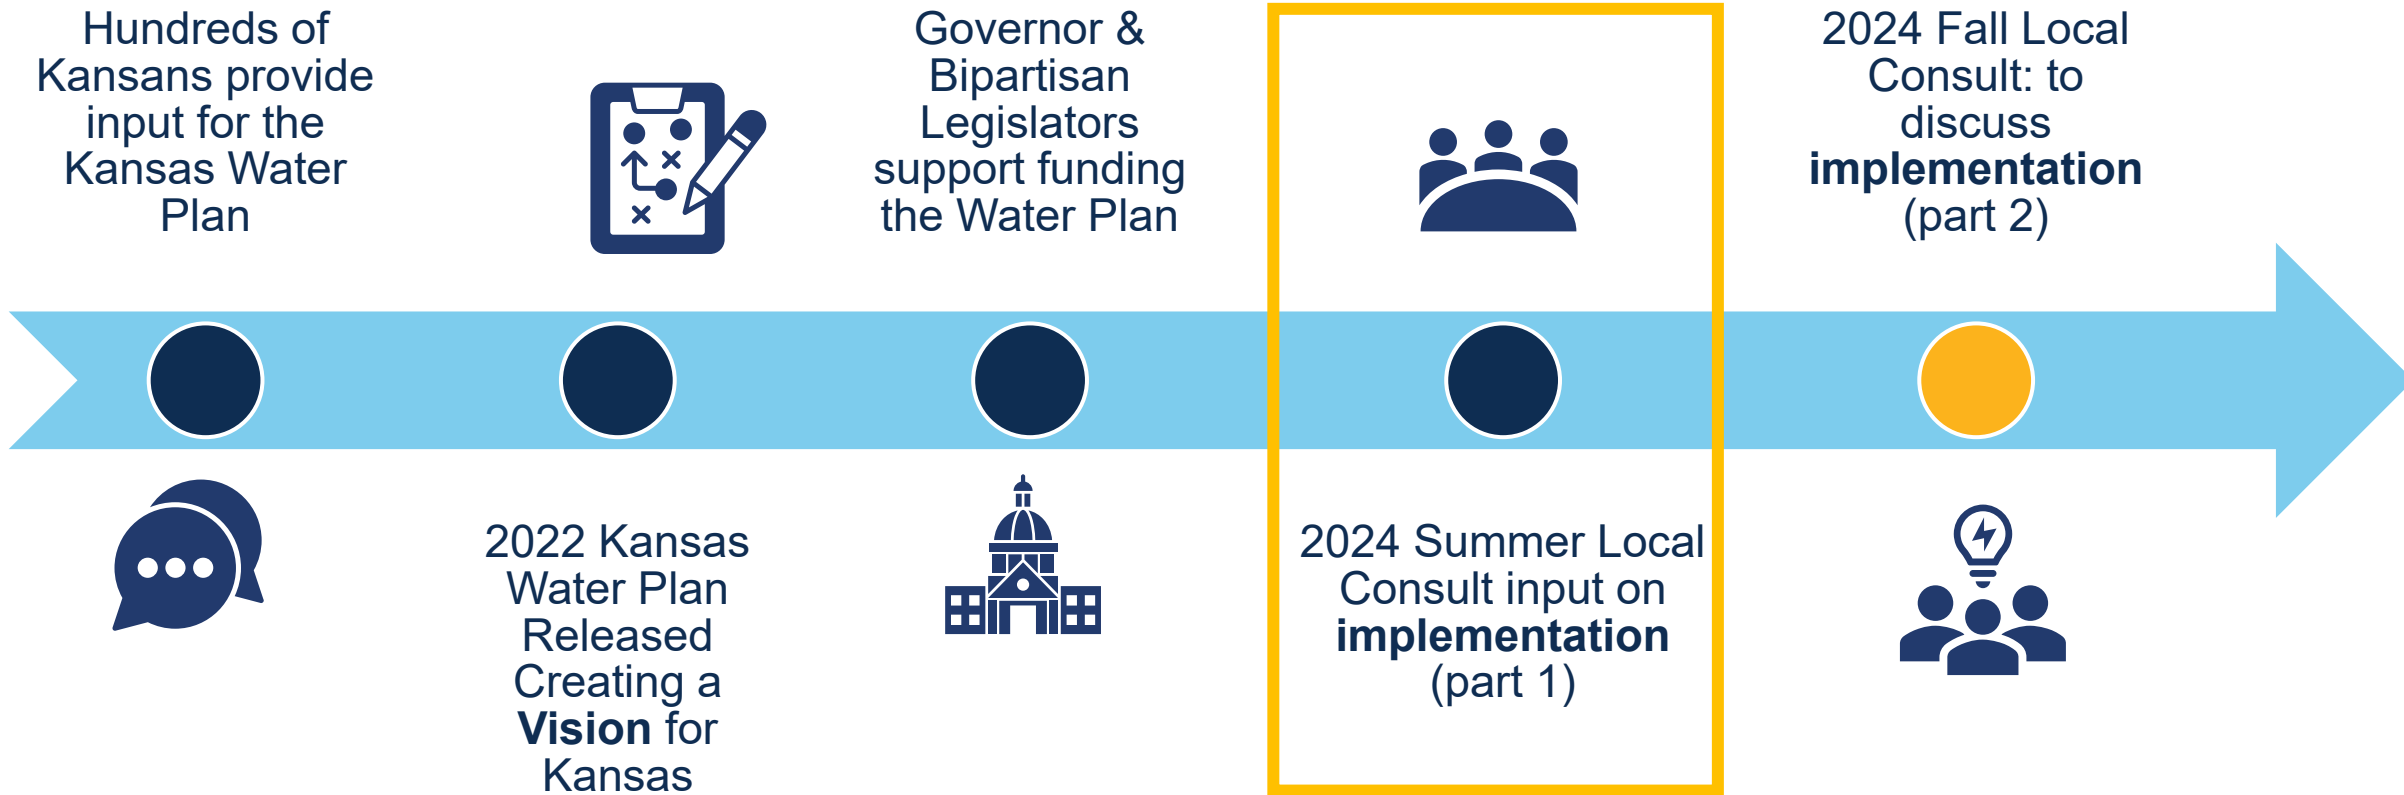 Hundreds of
Kansans provide
input for the
Kansas Water
Plan
2022 Kansas
Water Plan
Released
Creating a
Vision for
Kansas
Governor &
Bipartisan
Legislators
support funding
the Water Plan
2024 Summer Local
Consult input on
implementation
(part 1)
2024 Fall Local
Consult: to
discuss
implementation
(part 2)